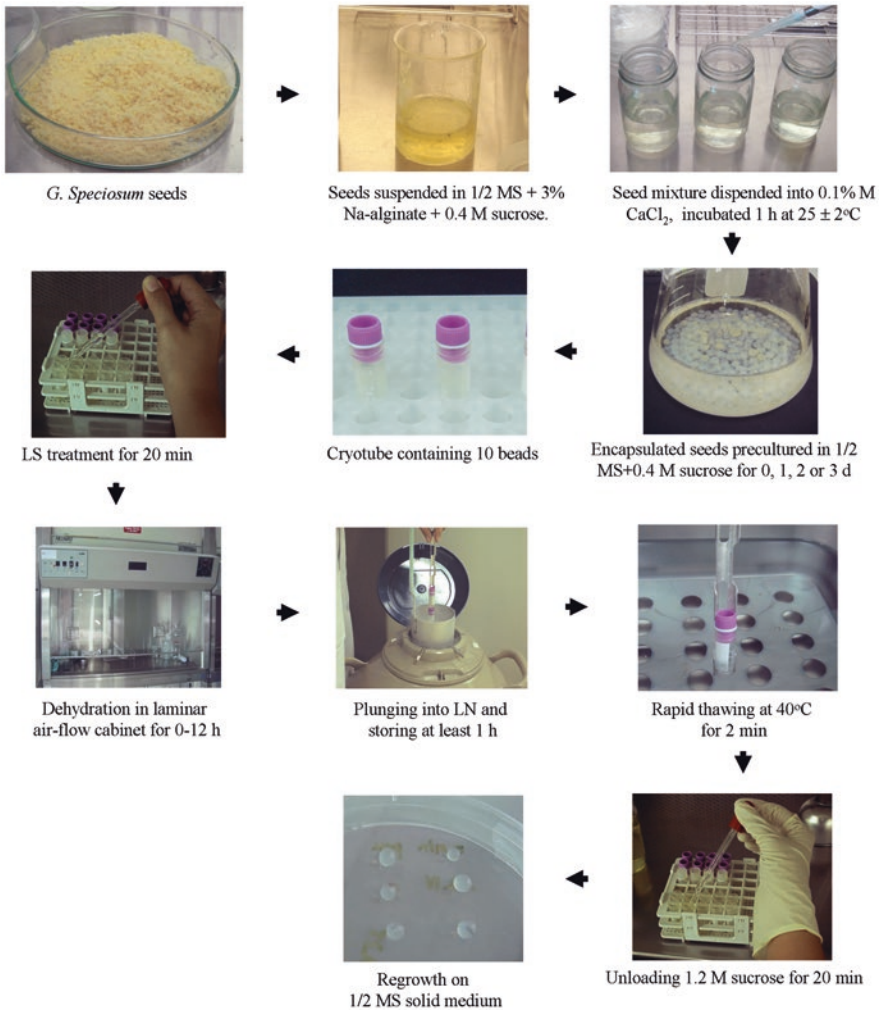 G. Speciosum seeds
Seeds suspended in 1/2 MS + 3%
Na-alginate + 0.4 M sucrose.
Seed mixture dispended into 0.1% M
CaCl₂, incubated 1 h at 25 ± 2°C
LS treatment for 20 min
Cryotube containing 10 beads
Encapsulated seeds precultured in 1/2
MS+0.4 M sucrose for 0, 1, 2 or 3 d
Dehydration in laminar
air-flow cabinet for 0-12 h
Plunging into LN and
storing at least 1 h
Rapid thawing at 40°C
for 2 min
Regrowth on
1/2 MS solid medium
Unloading 1.2 M sucrose for 20 min